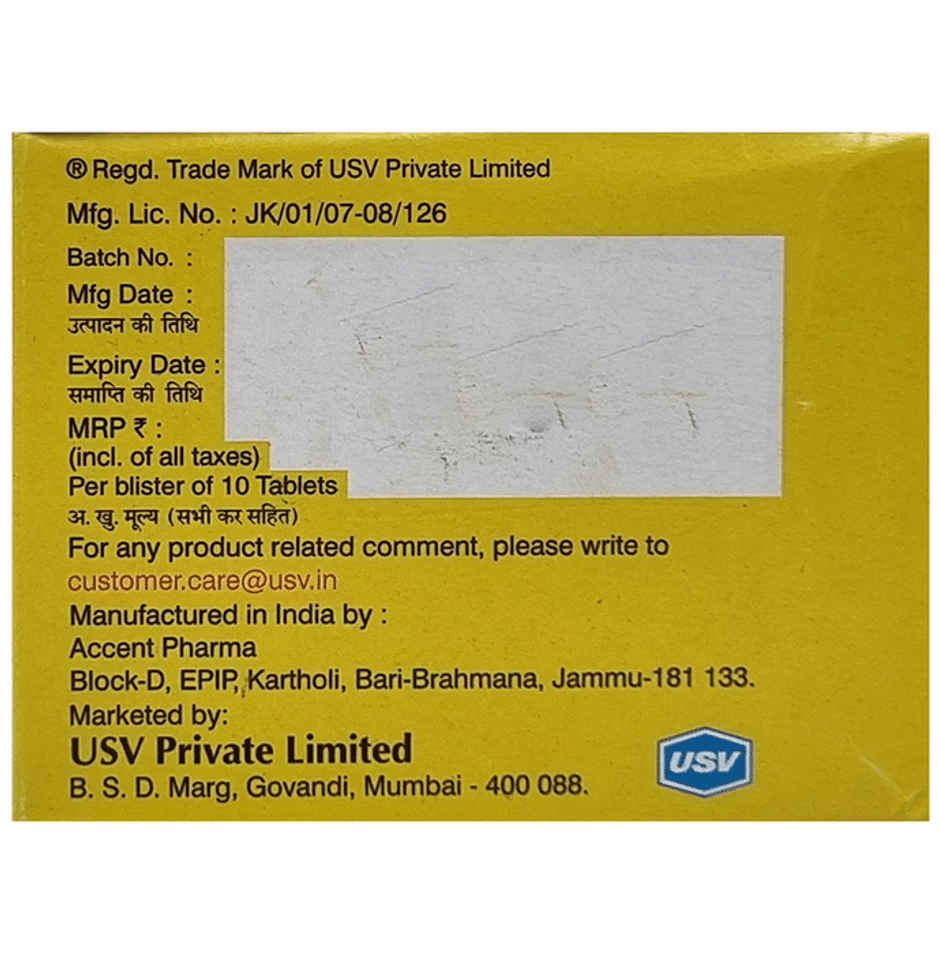 ® Regd. Trade Mark of USV Private Limited
Mfg. Lic. No. : JK/01/07-08/126
Batch No. :
Mfg Date :
उत्पादन की तिथि
Expiry Date :
समाप्ति की तिथि
MRP ₹ :
(incl. of all taxes)
Per blister of 10 Tablets
अ. खु. मूल्य (सभी कर सहित)
For any product related comment, please write to
customer.care@usv.in
Manufactured in India by :
Accent Pharma
Block-D, EPIP, Kartholi, Bari-Brahmana, Jammu-181 133.
Marketed by:
USV Private Limited
B. S. D. Marg, Govandi, Mumbai - 400 088.
USV